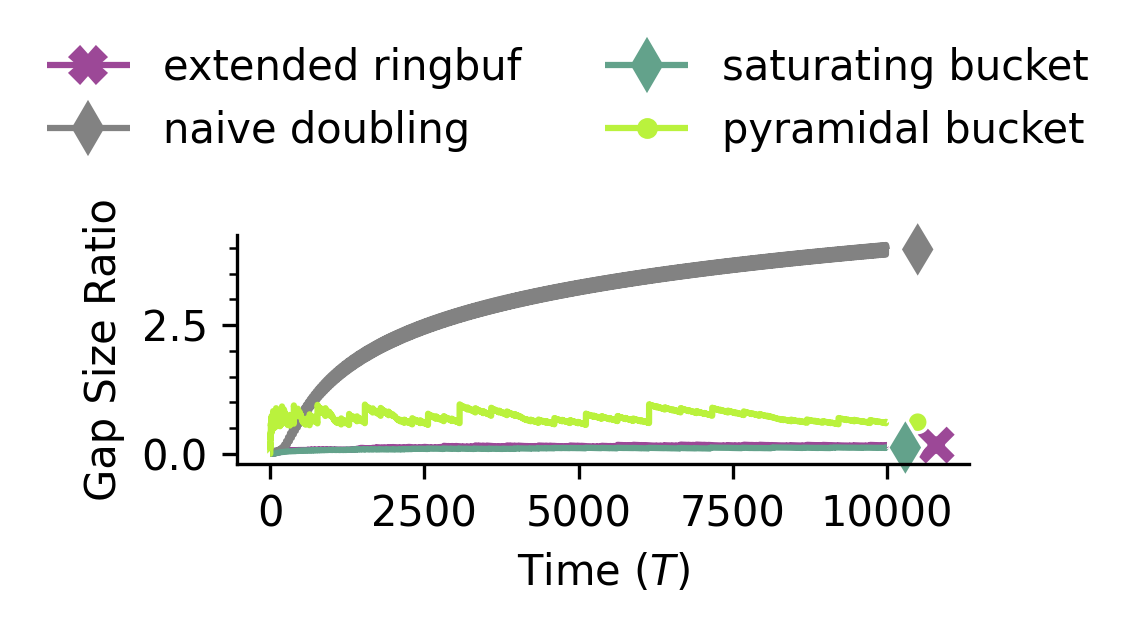 extended ringbuf
saturating bucket
naive doubling
pyramidal bucket
Gap Size Ratio
2.5
0.0
0 2500 5000 7500 10000
Time (T)